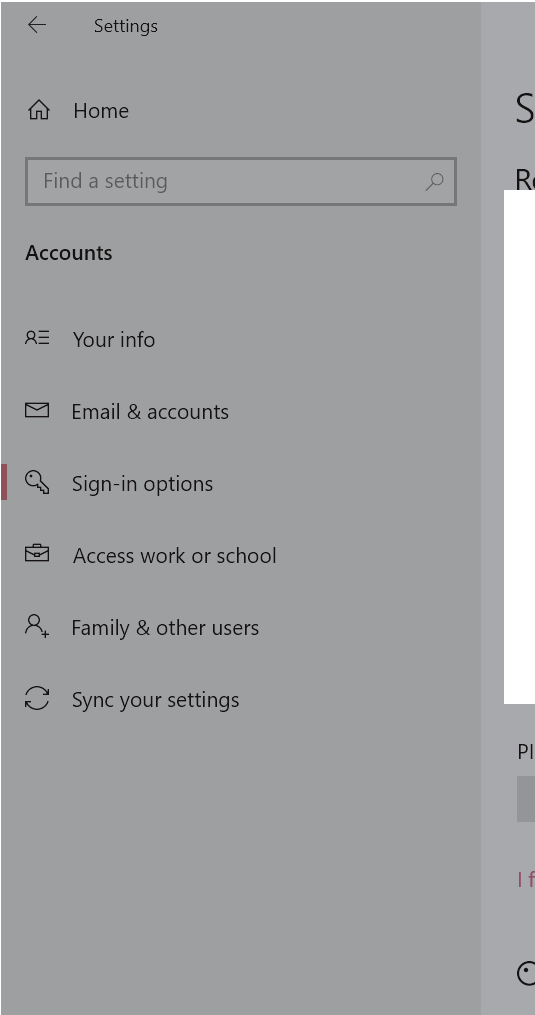 Settings
Home
Find a setting
Accounts
Your info
Email & accounts
Sign-in options
Access work or school
Family & other users
Sync your settings